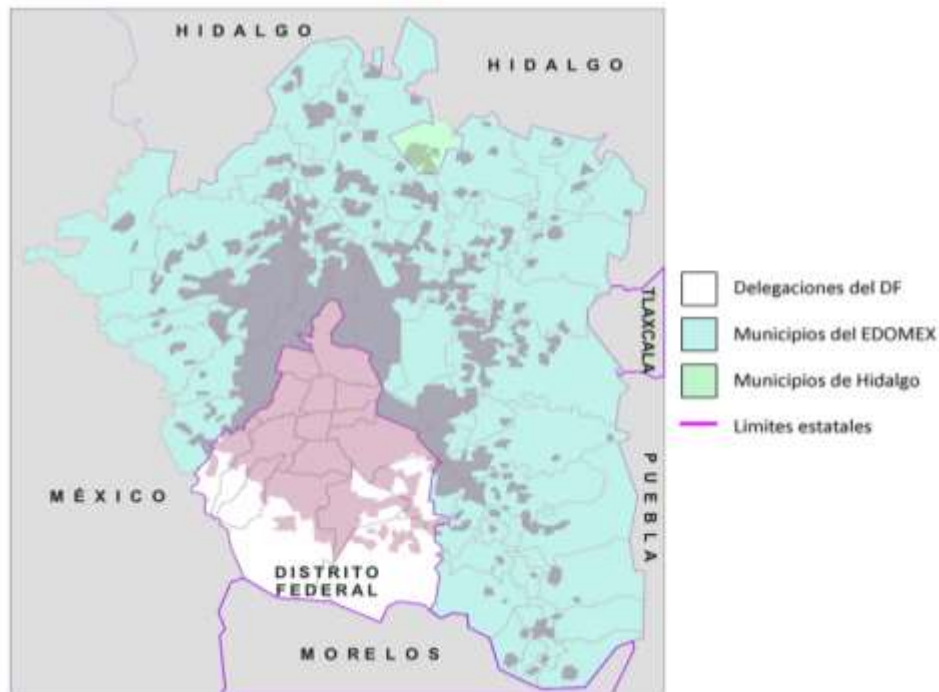 HIDALGO
HIDALGO
TLAXCALA
PUEBLA
MÉXICO
DISTRITO
FEDERAL
MORELOS
Delegaciones del DF
Municipios del EDOMEX
Municipios de Hidalgo
Limites estatales